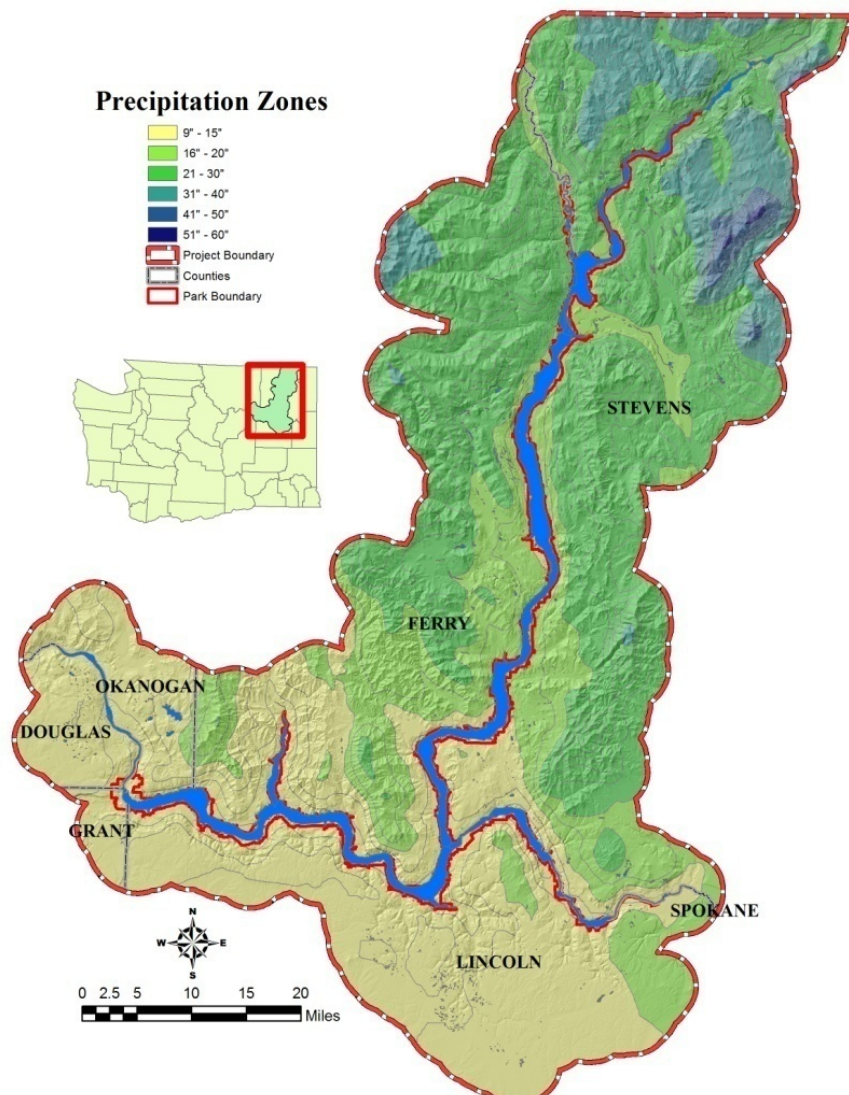 Precipitation Zones
9" - 15"
16" - 20"
21 - 30"
31" - 40"
41" - 50"
51" - 60"
Project Boundary
Counties
Park Boundary
STEVENS
FERRY
OKANOGAN
DOUGLAS
GRANT
SPOKANE
LINCOLN
N
W E
S
0 2.5 5 10 15 20
Miles